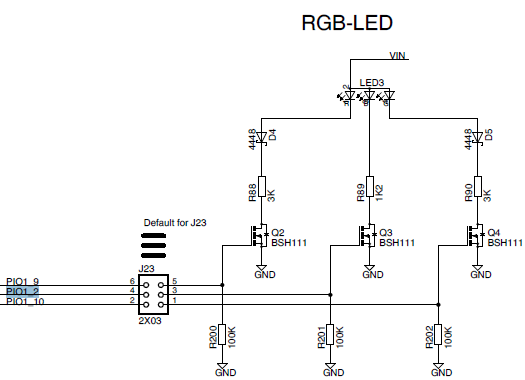 RGB-LED
VIN
LED3
2
4448
D4
4448
D5
R88
3K
R89
1K2
R90
3K
Default for J23
Q2
BSH111
Q3
BSH111
Q4
BSH111
J23
GND
GND
GND
PIO1_9
6
5
PIO1_2
4
3
PIO1_10
2
1
2X03
R200
100K
R201
100K
R202
100K
GND
GND
GND